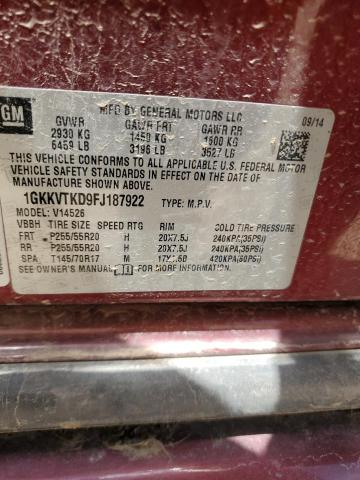 GM
MFD BY GENERAL MOTORS LLC
09/14
GVWR GAWR FRT GAWR RR
2930 KG 1450 KG 1600 KG
6459 LB 3196 LB 3527 LB
THIS VEHICLE CONFORMS TO ALL APPLICABLE U.S. FEDERAL MOTOR
VEHICLE SAFETY STANDARDS IN EFFECT ON THE DATE OF
MANUFACTURE SHOWN ABOVE.
1GKKVTKD9FJ187922 TYPE: M.P.V.
MODEL: V14526
VBBH TIRE SIZE SPEED RTG RIM COLD TIRE PRESSURE
FRT P255/55R20 H 20X7.5J 240KPA(35PSI)
RR P255/55R20 H 20X7.5J 240KPA(35PSI)
SPA T145/70R17 M 17X4.5B 420KPA(60PSI)
SEE OWNER'S MANUAL